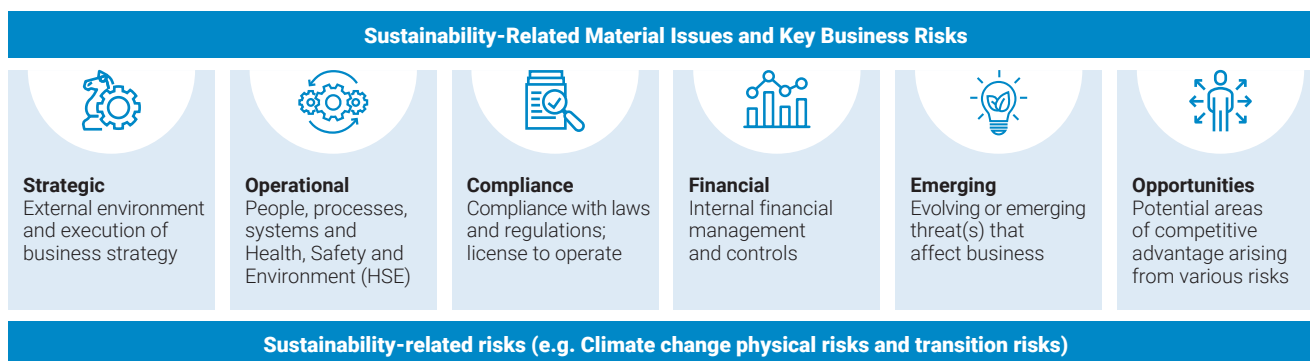 Sustainability-Related Material Issues and Key Business Risks
Strategic
External environment
and execution of
business strategy
Operational
People, processes,
systems and
Health, Safety and
Environment (HSE)
Compliance
Compliance with laws
and regulations;
license to operate
Financial
Internal financial
management
and controls
Emerging
Evolving or emerging
threat(s) that
affect business
Opportunities
Potential areas
of competitive
advantage arising
from various risks
Sustainability-related risks (e.g. Climate change physical risks and transition risks)